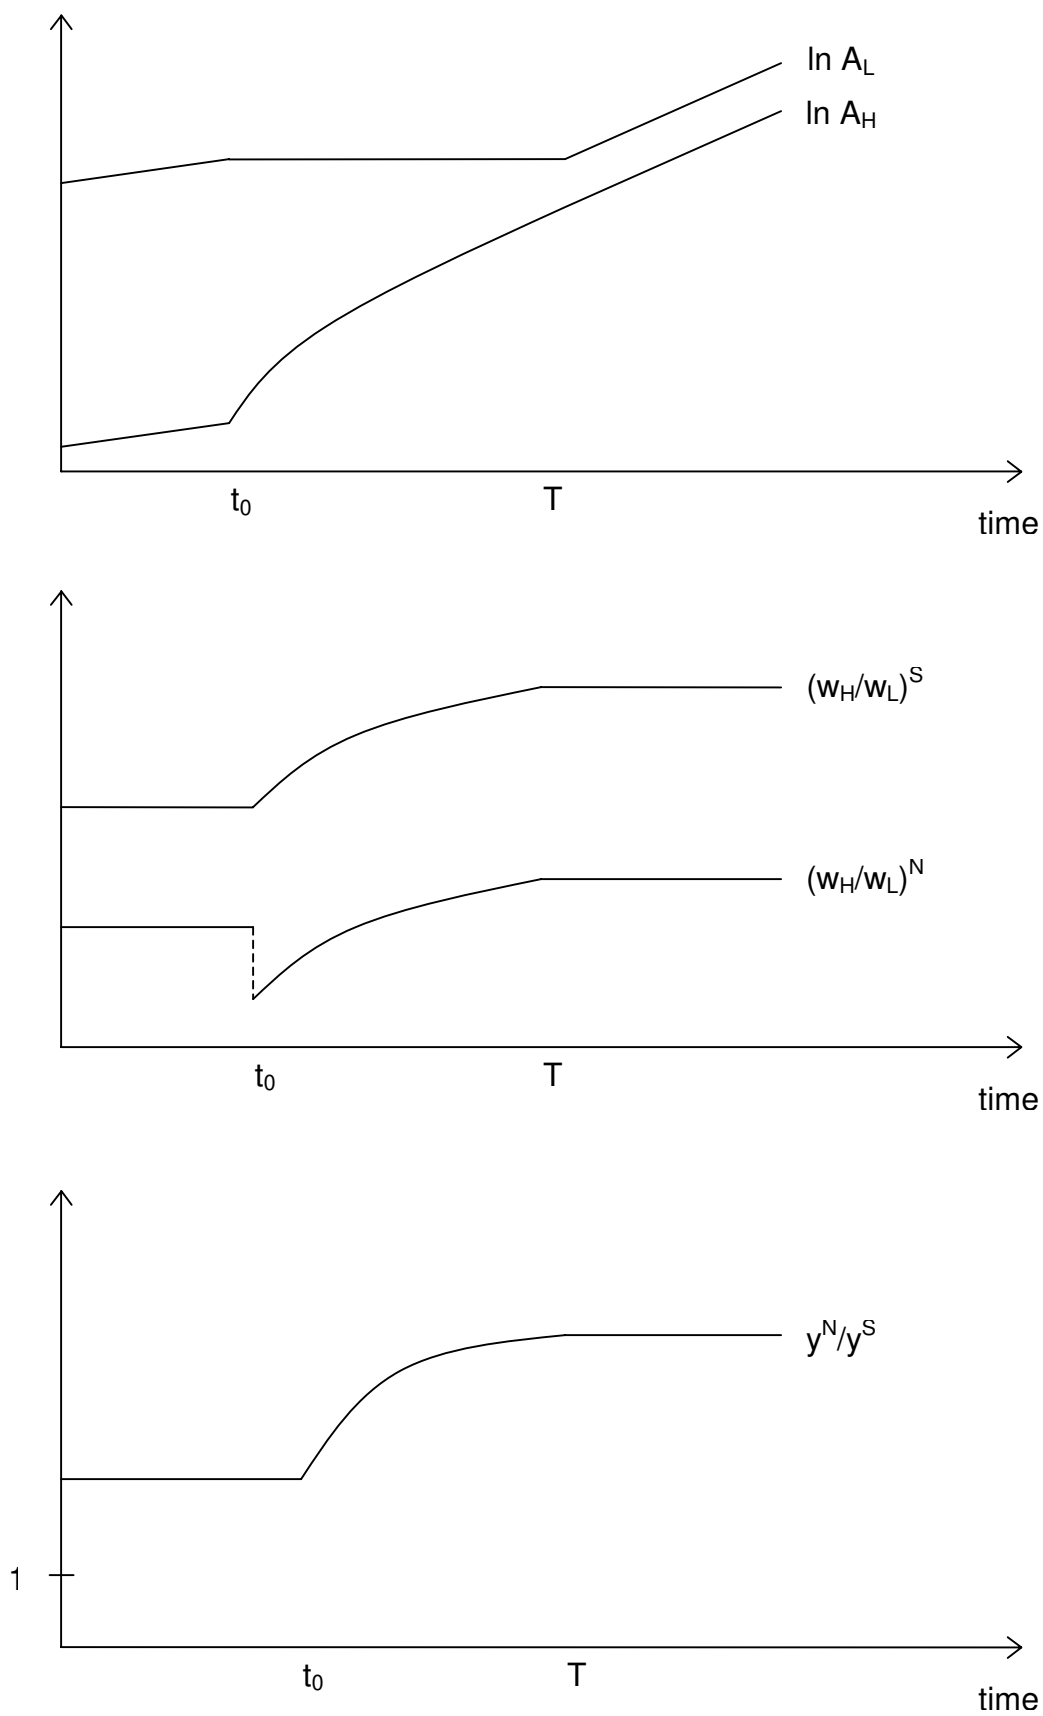 ln A_L
ln A_H
t_0 T
time
(w_H/w_L)^S
(w_H/w_L)^N
t_0 T
time
y^N/y^S
1
t_0 T
time